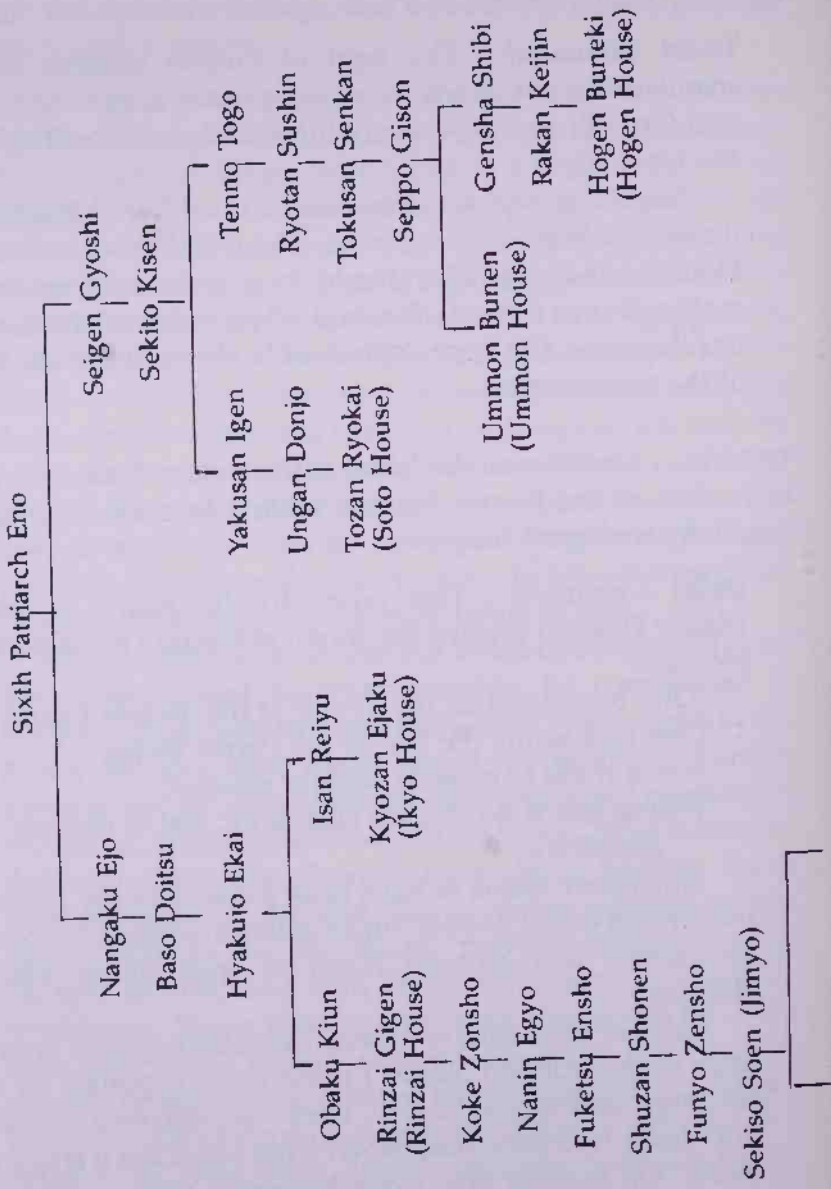 Sixth Patriarch Eno
Nangaku Ejo
Baso Doitsu
Hyakujo Ekai
Obaku Kiun
Rinzai Gigen
(Rinzai House)
Koke Zonsho
Nanin Egyo
Fuketsu Ensho
Shuzan Shonen
Funyo Zensho
Sekiso Soen (Jimyo)
Isan Reiyu
Kyozan Ejaku
(Ikyo House)
Seigen Gyoshi
Sekito Kisen
Yakusan Igen
Ungan Donjo
Tozan Ryokai
(Soto House)
Tenno Togo
Ryotan Sushin
Tokusan Senkan
Seppo Gison
Ummon Bunen
(Ummon House)
Gensha Shibi
Rakan Keijin
Hogen Buneki
(Hogen House)